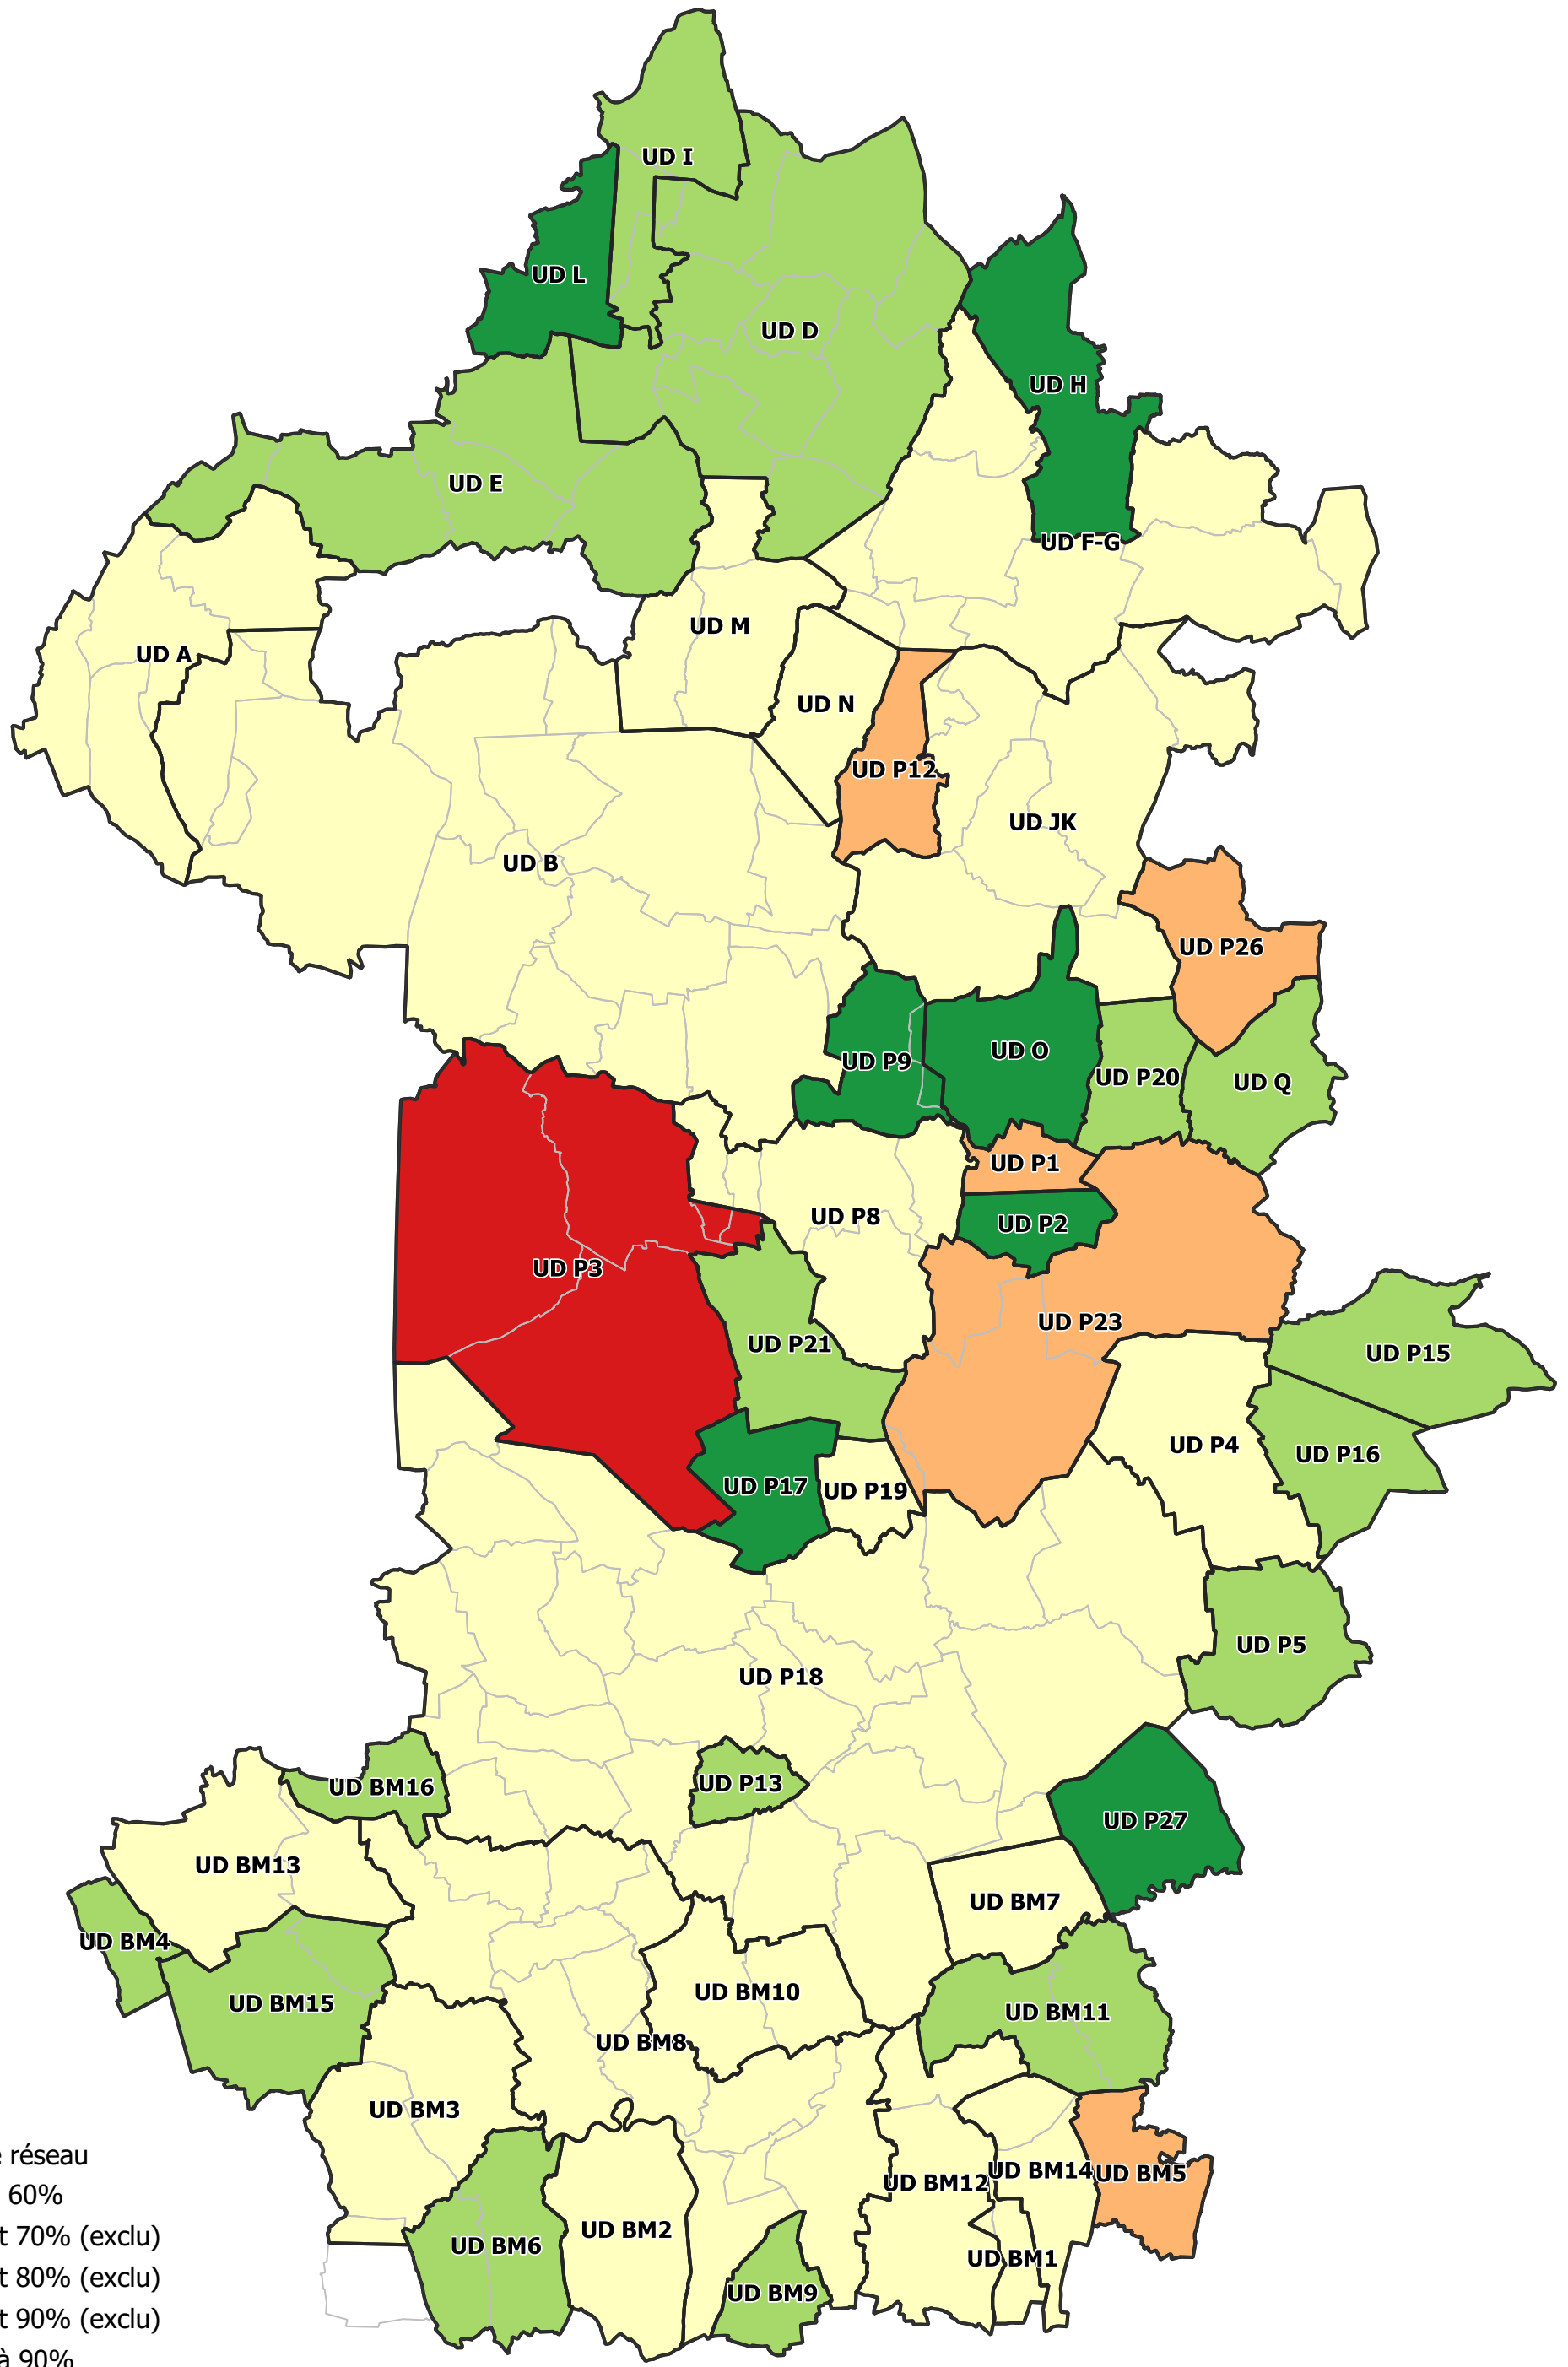 UD I
UD L
UD D
UD H
UD E
UD F-G
UD M
UD A
UD N
UD P12
UD JK
UD B
UD P26
UD O
UD P9
UD P20
UD Q
UD P1
UD P8
UD P2
UD P3
UD P23
UD P21
UD P15
UD P4
UD P16
UD P17
UD P19
UD P5
UD P18
UD P13
UD BM16
UD P27
UD BM13
UD BM7
UD BM4
UD BM10
UD BM15
UD BM11
UD BM8
UD BM3
réseau
60%
t 70% (exclu)
t 80% (exclu)
t 90% (exclu)
à 90%
UD BM14
UD BM5
UD BM12
UD BM2
UD BM6
UD BM1
UD BM9